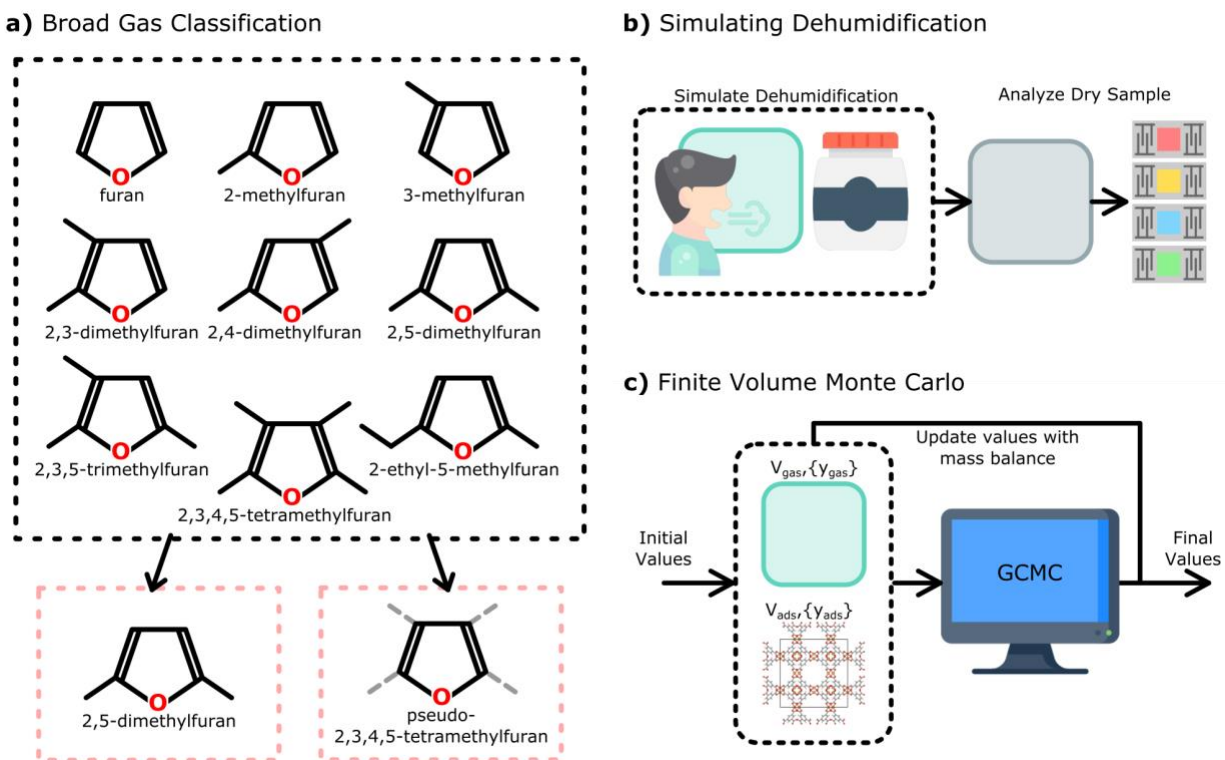 a) Broad Gas Classification
O
furan
O
2-methylfuran
O
3-methylfuran
O
2,3-dimethylfuran
O
2,4-dimethylfuran
O
2,5-dimethylfuran
O
2,3,5-trimethylfuran
O
2,3,4,5-tetramethylfuran
O
2-ethyl-5-methylfuran
O
2,5-dimethylfuran
O
pseudo-
2,3,4,5-tetramethylfuran
b) Simulating Dehumidification
Simulate Dehumidification
Analyze Dry Sample
c) Finite Volume Monte Carlo
Update values with
mass balance
Initial
Values
Vgas,{ygas}
Vads,{yads}
GCMC
Final
Values